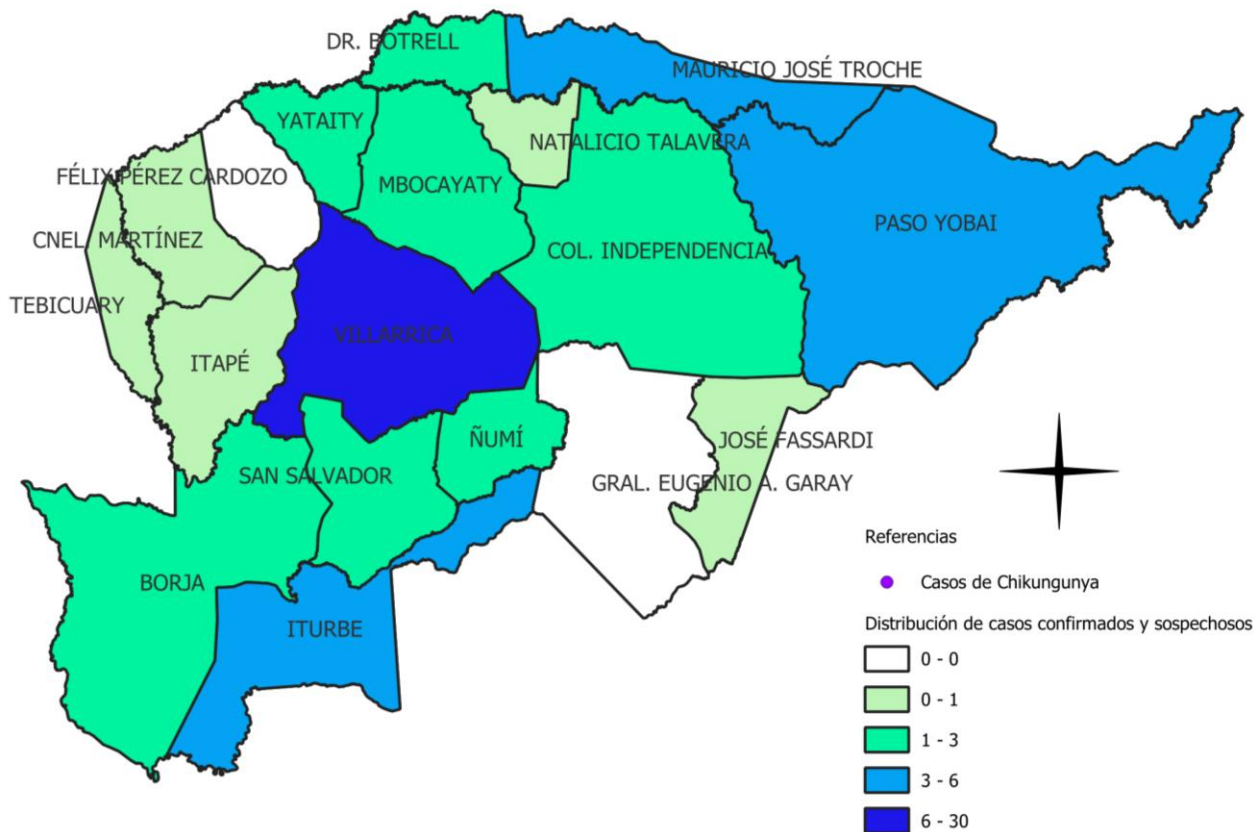 DR. BOTRELL
MAURICIO JOSÉ TROCHE
YATAITY
NATALICIO TALAVERA
FÉLIX PÉREZ CARDOZO
MBOCAYATY
CNEL. MARTÍNEZ
COL. INDEPENDENCIA
PASO YOBAI
TEBICUARY
VILLARRICA
ITAPÉ
ÑUMÍ
JOSÉ FASSARDI
SAN SALVADOR
GRAL. EUGENIO A. GARAY
BORJA
ITURBE
Referencias
Casos de Chikungunya
Distribución de casos confirmados y sospechosos
0 - 0
0 - 1
1 - 3
3 - 6
6 - 30